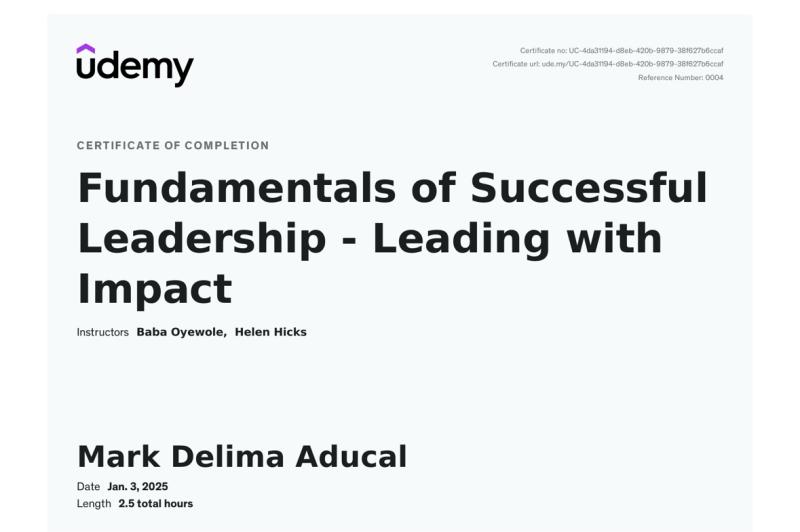 udemy
Certificate no: UC-4da31194-d8eb-420b-9879-38f627b6ccaf
Certificate url: ude.my/UC-4da31194-d8eb-420b-9879-38f627b6ccaf
Reference Number: 0004
CERTIFICATE OF COMPLETION
Fundamentals of Successful
Leadership - Leading with
Impact
Instructors Baba Oyewole, Helen Hicks
Mark Delima Aducal
Date Jan. 3, 2025
Length 2.5 total hours